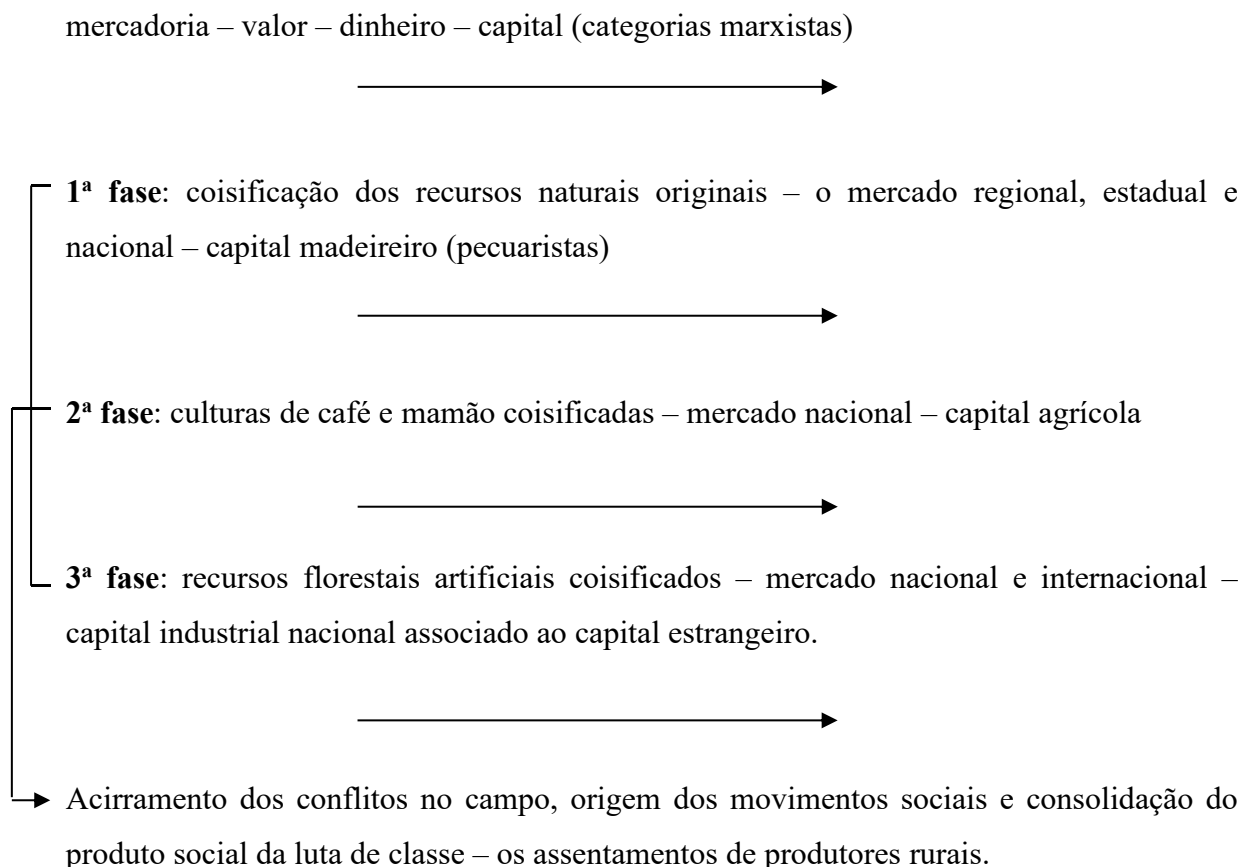 mercadoria – valor – dinheiro – capital (categorias marxistas)
1ª fase: coisificação dos recursos naturais originais – o mercado regional, estadual e
nacional – capital madeireiro (pecuaristas)
2ª fase: culturas de café e mamão coisificadas – mercado nacional – capital agrícola
3ª fase: recursos florestais artificiais coisificados – mercado nacional e internacional –
capital industrial nacional associado ao capital estrangeiro.
Acirramento dos conflitos no campo, origem dos movimentos sociais e consolidação do
produto social da luta de classe – os assentamentos de produtores rurais.